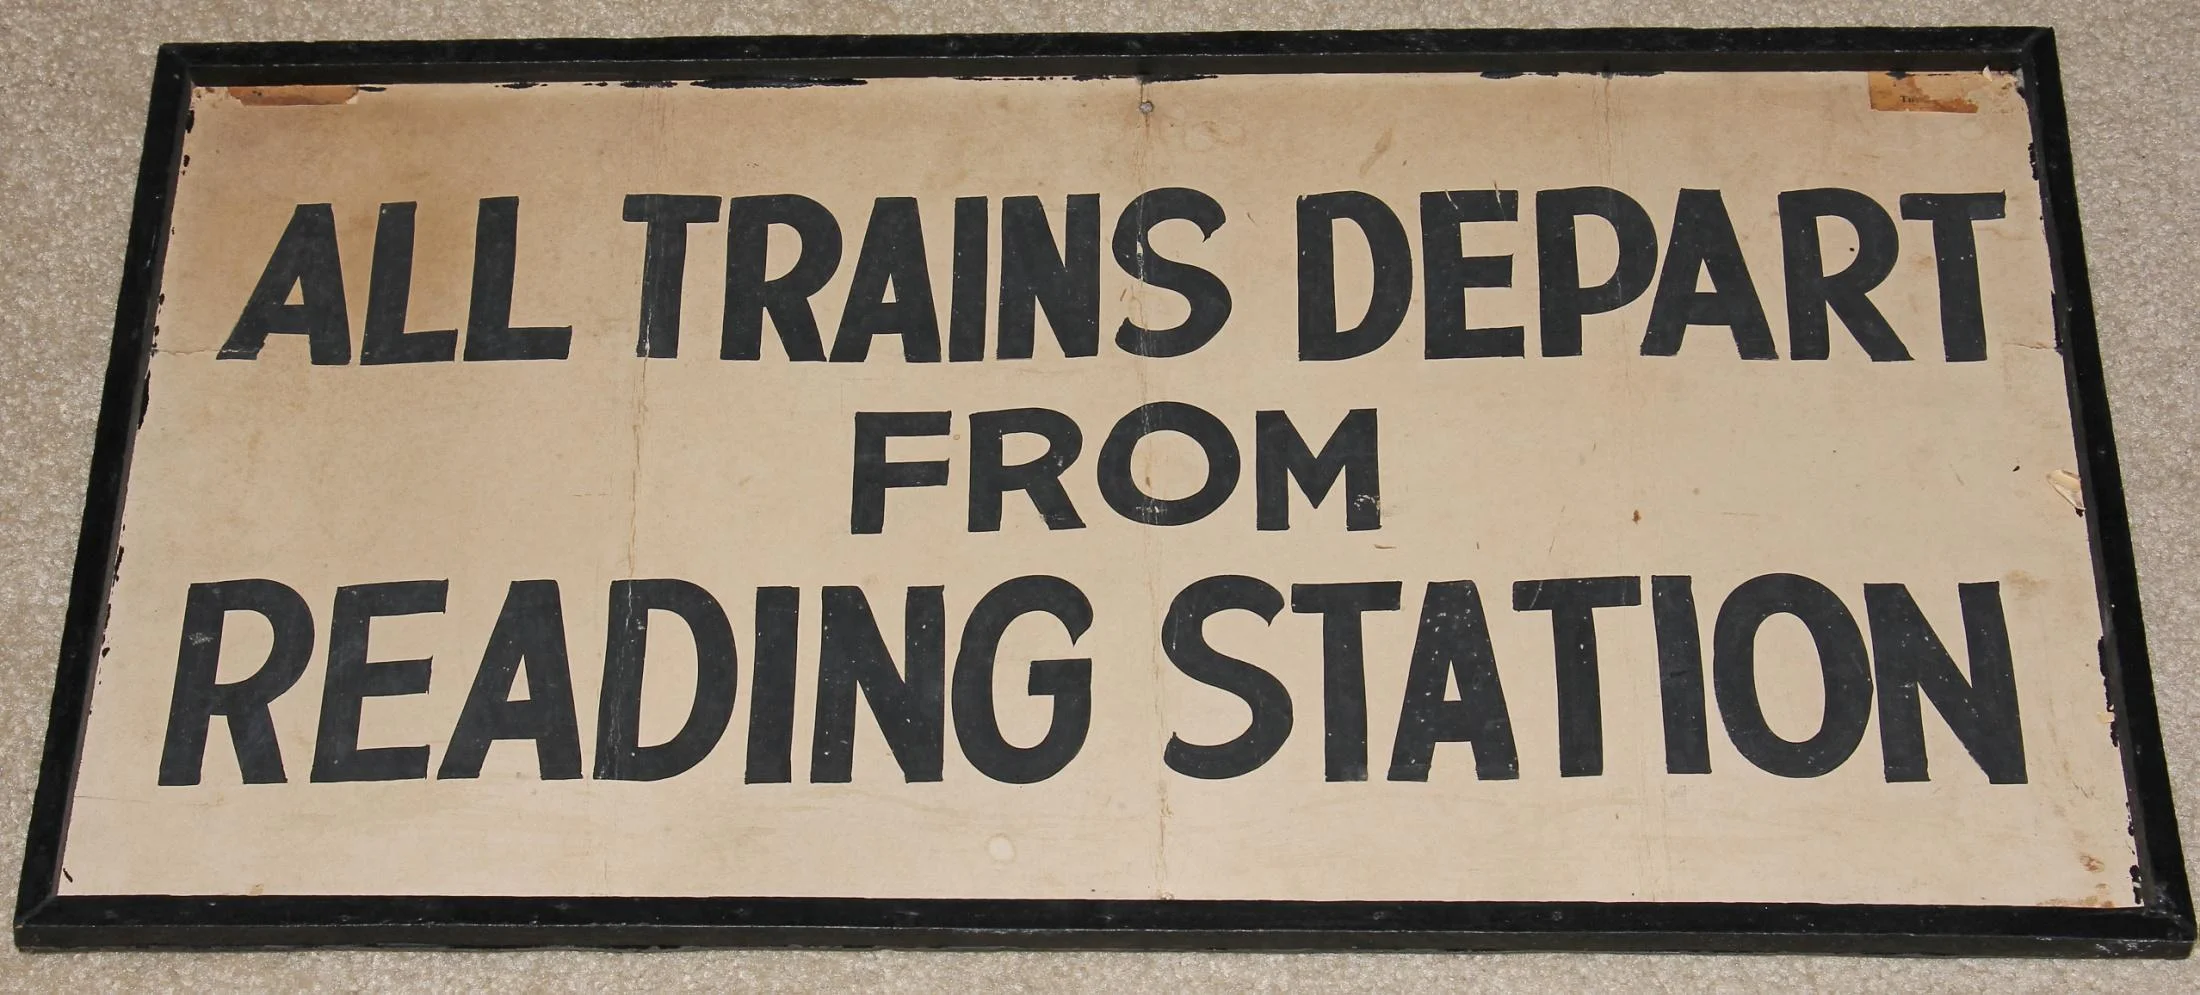 ALL TRAINS DEPART
FROM
READING STATION